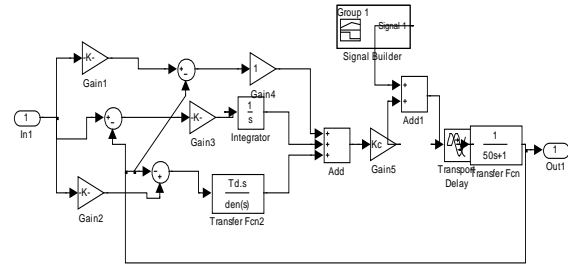 Group 1
Signal 1
Signal Builder
-K-
Gain1
1
Gain4
1
In1
-K-
Gain3
1
s
Integrator
Add1
Add
Kc
Gain5
Transport
Delay
1
50s+1
Transfer Fcn
1
Out1
-K-
Gain2
Td.s
den(s)
Transfer Fcn2